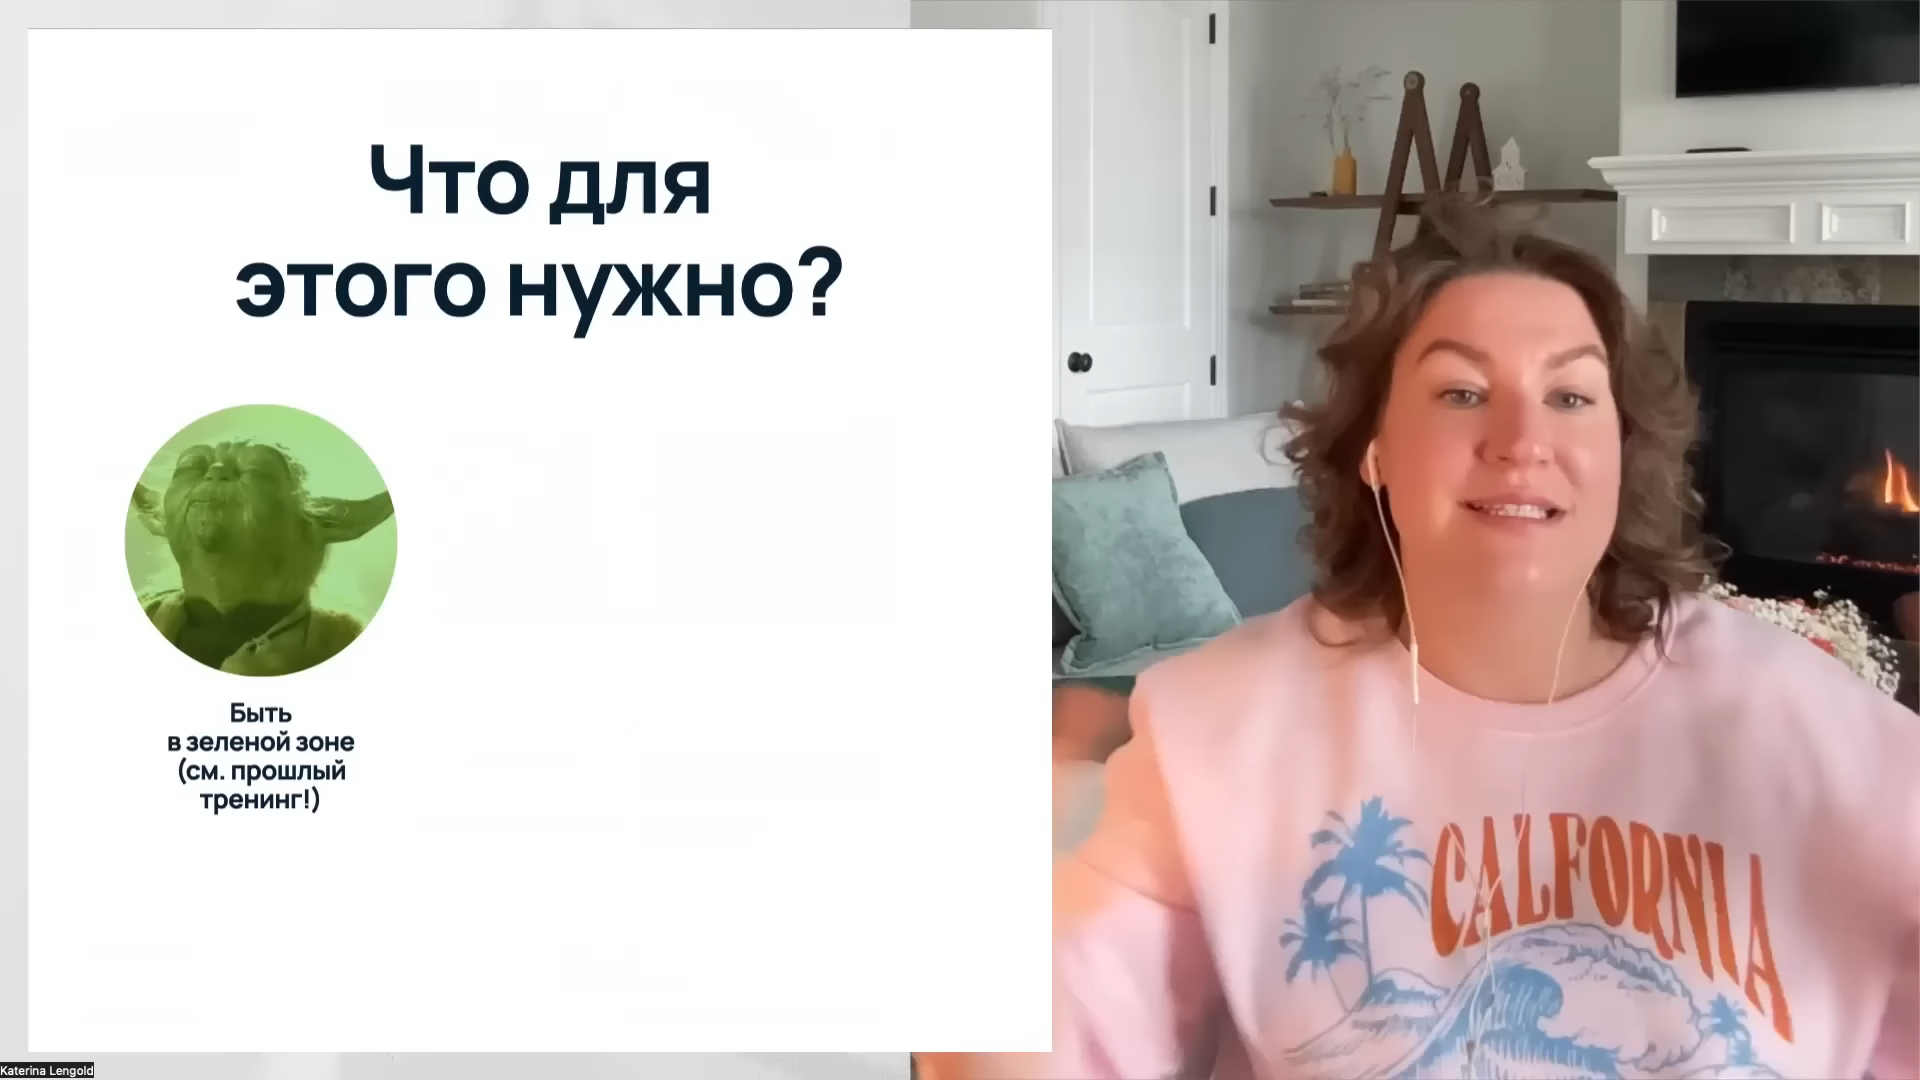 Что для
этого нужно?
Быть
в зеленой зоне
(см. прошлый
тренинг!)
CALFORNIA
Katerina Lengold